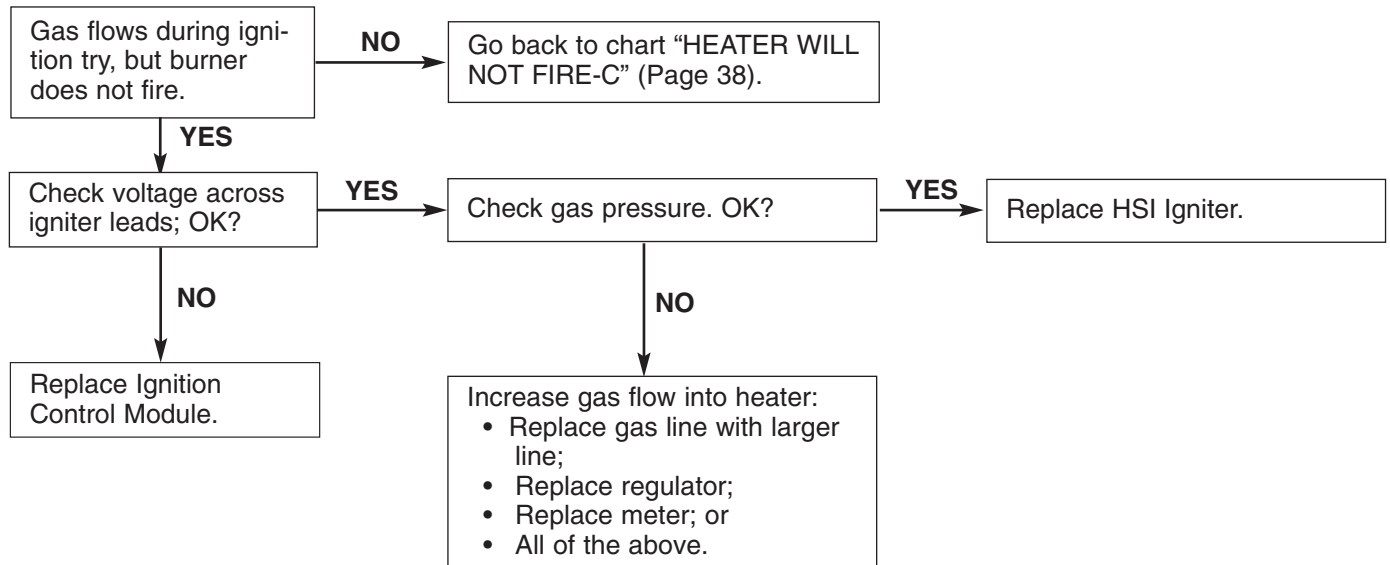 Gas flows during igni-
tion try, but burner
does not fire.
NO
Go back to chart “HEATER WILL
NOT FIRE-C” (Page 38).
YES
Check voltage across
igniter leads; OK?
YES
Check gas pressure. OK?
YES
Replace HSI Igniter.
NO
NO
Replace Ignition
Control Module.
Increase gas flow into heater:
• Replace gas line with larger
line;
• Replace regulator;
• Replace meter; or
• All of the above.